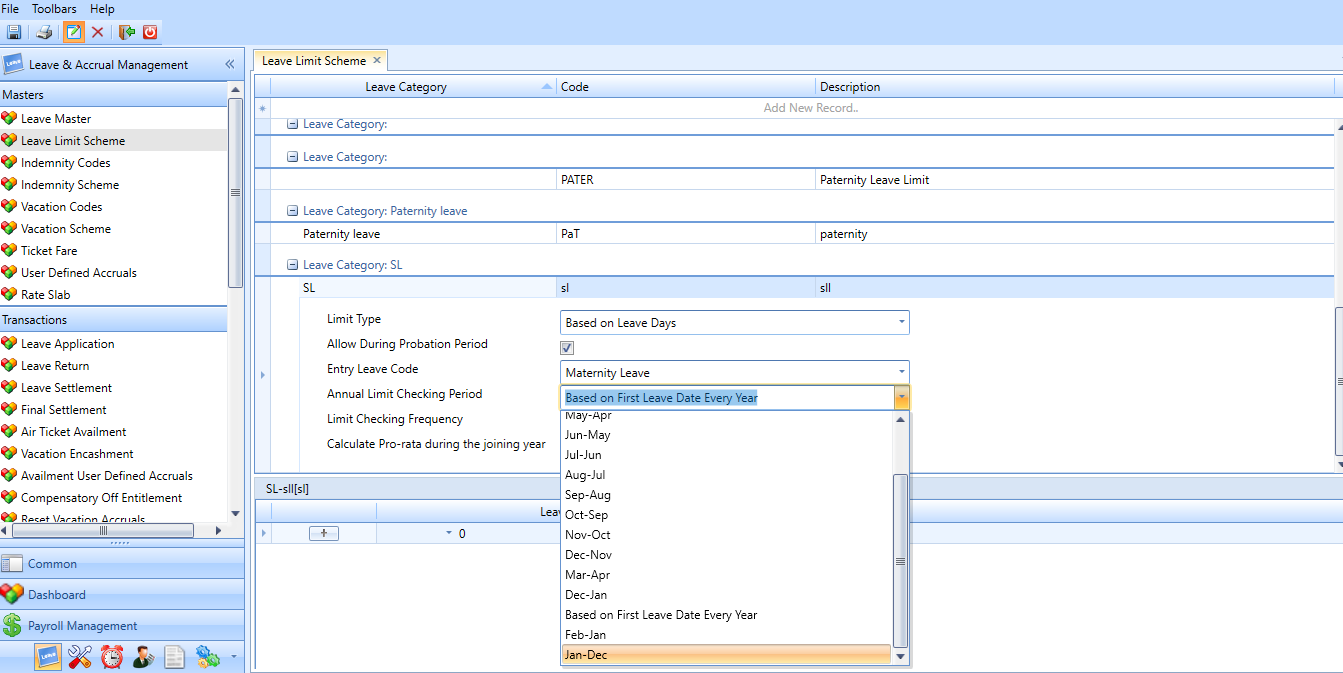 File Toolbars Help
Leave & Accrual Management
Masters
Leave Master
Leave Limit Scheme
Indemnity Codes
Indemnity Scheme
Vacation Codes
Vacation Scheme
Ticket Fare
User Defined Accruals
Rate Slab
Transactions
Leave Application
Leave Return
Leave Settlement
Final Settlement
Air Ticket Availment
Vacation Encashment
Availment User Defined Accruals
Compensatory Off Entitlement
Reset Vacation Accruals
Common
Dashboard
Payroll Management
Leave Limit Scheme
Leave Category Code Description
Add New Record..
Leave Category:
Leave Category:
PATER Paternity Leave Limit
Leave Category: Paternity leave
Paternity leave PaT paternity
Leave Category: SL
SL sl sll
Limit Type Based on Leave Days
Allow During Probation Period
Entry Leave Code Maternity Leave
Annual Limit Checking Period Based on First Leave Date Every Year
Limit Checking Frequency
Calculate Pro-rata during the joining year
May-Apr
Jun-May
Jul-Jun
Aug-Jul
Sep-Aug
Oct-Sep
Nov-Oct
Dec-Nov
Mar-Apr
Dec-Jan
Based on First Leave Date Every Year
Feb-Jan
Jan-Dec
SL-sll[sl]
0